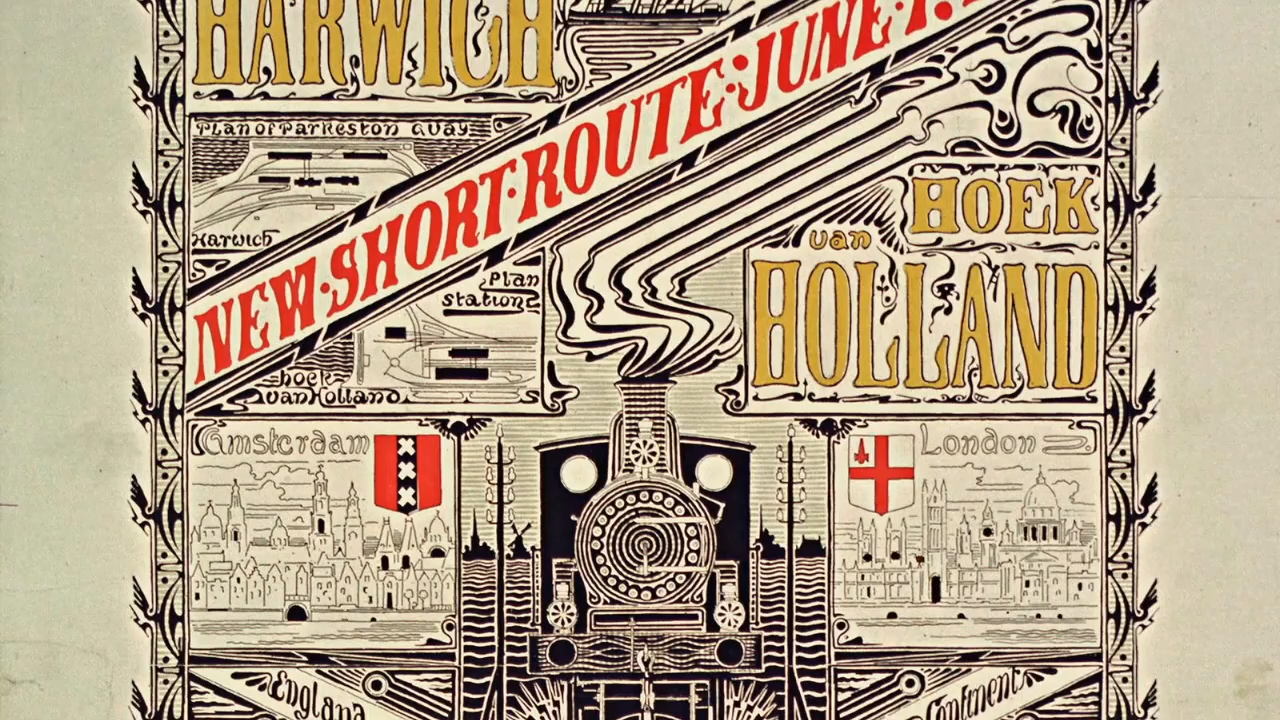 HARWICH
NEW·SHORT·ROUTE·JUNE·1.
Plan of Parkeston Quay
Harwich
HOEK
van
HOLLAND
Plan
station
hoek
van Holland
Amsterdam
London
England
Continent